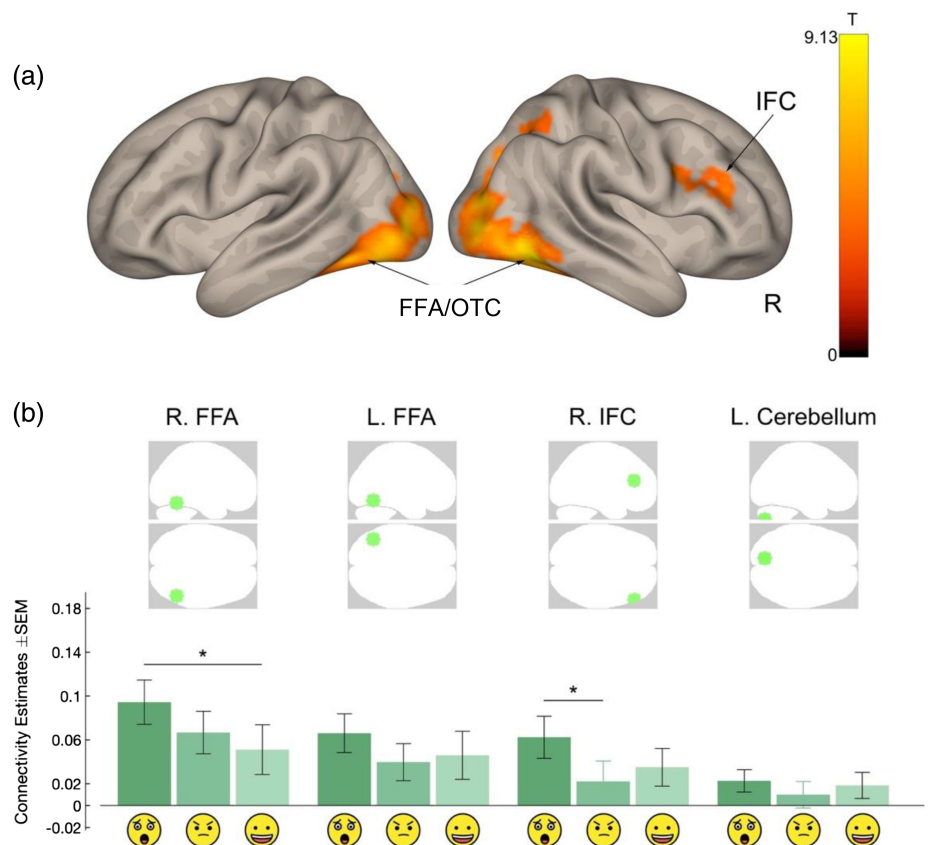 T
9.13
(a)
IFC
FFA/OTC
R
0
(b)
R. FFA
L. FFA
R. IFC
L. Cerebellum
Connectivity Estimates ±SEM
0.18
0.14
0.1
0.06
0.02
0
-0.02
*
*